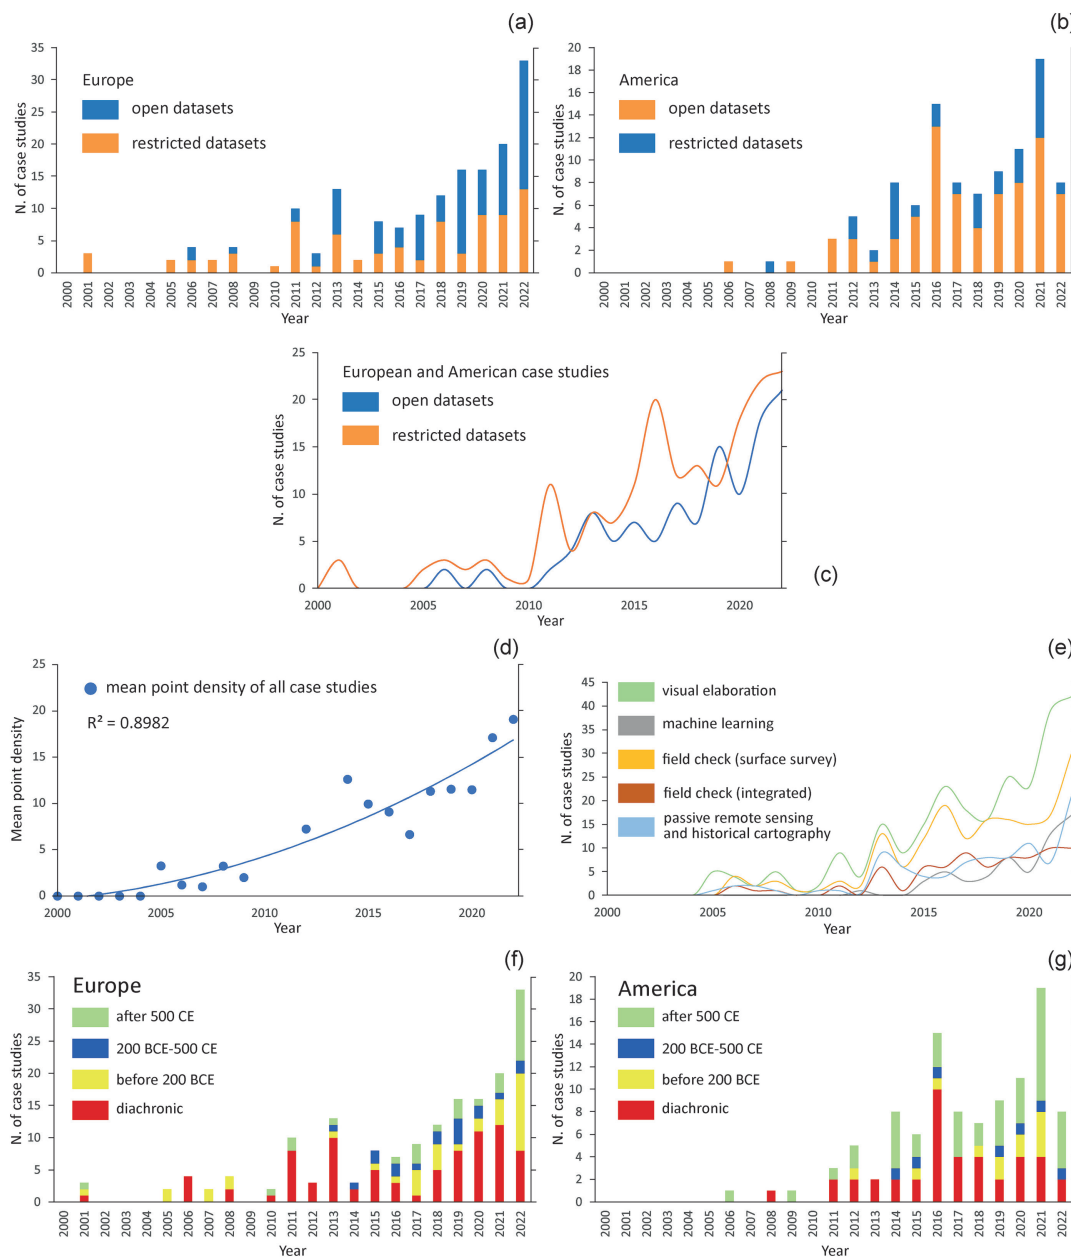 (a)
35
30
25
20
15
10
5
0
N. of case studies
Europe
open datasets
restricted datasets
2000 2001 2002 2003 2004 2005 2006 2007 2008 2009 2010 2011 2012 2013 2014 2015 2016 2017 2018 2019 2020 2021 2022
Year
(b)
20
18
16
14
12
10
8
6
4
2
0
N. of case studies
America
open datasets
restricted datasets
2000 2001 2002 2003 2004 2005 2006 2007 2008 2009 2010 2011 2012 2013 2014 2015 2016 2017 2018 2019 2020 2021 2022
Year
25
20
15
10
5
0
N. of case studies
European and American case studies
open datasets
restricted datasets
(c)
2000 2005 2010 2015 2020
Year
(d)
25
20
15
10
5
0
Mean point density
mean point density of all case studies
R² = 0.8982
2000 2005 2010 2015 2020
Year
(e)
45
40
35
30
25
20
15
10
5
0
N. of case studies
visual elaboration
machine learning
field check (surface survey)
field check (integrated)
passive remote sensing
and historical cartography
2000 2005 2010 2015 2020
Year
(f)
35
30
25
20
15
10
5
0
N. of case studies
Europe
after 500 CE
200 BCE-500 CE
before 200 BCE
diachronic
2000 2001 2002 2003 2004 2005 2006 2007 2008 2009 2010 2011 2012 2013 2014 2015 2016 2017 2018 2019 2020 2021 2022
Year
(g)
20
18
16
14
12
10
8
6
4
2
0
N. of case studies
America
after 500 CE
200 BCE-500 CE
before 200 BCE
diachronic
2000 2001 2002 2003 2004 2005 2006 2007 2008 2009 2010 2011 2012 2013 2014 2015 2016 2017 2018 2019 2020 2021 2022
Year